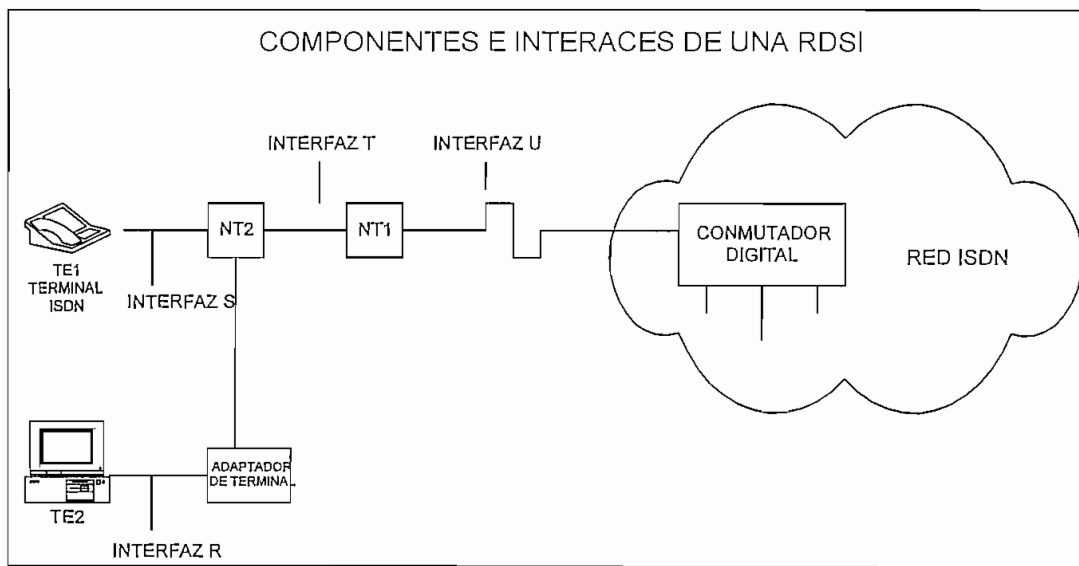 COMPONENTES E INTERACES DE UNA RDSI
INTERFAZ T
INTERFAZ U
NT2
NT1
CONMUTADOR
DIGITAL
RED ISDN
TE1
TERMINAL
ISDN
INTERFAZ S
ADAPTADOR
DE TERMINAL
TE2
INTERFAZ R